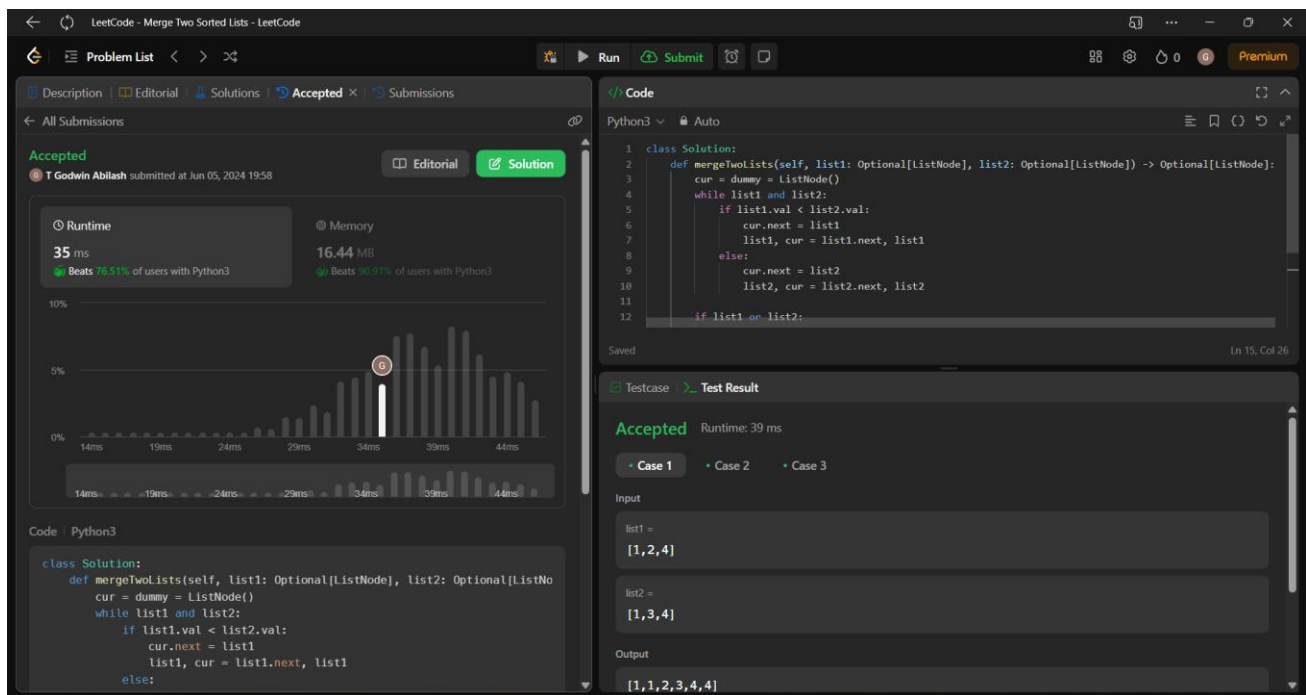 LeetCode - Merge Two Sorted Lists - LeetCode
Problem List
Run
Submit
0
G
Premium
Description
Editorial
Solutions
Accepted
Submissions
All Submissions
Accepted
Editorial
Solution
G T Godwin Abilash submitted at Jun 05, 2024 19:58
Runtime
35 ms
Beats 76.51% of users with Python3
Memory
16.44 MB
Beats 90.91% of users with Python3
10%
5%
0%
G
14ms 19ms 24ms 29ms 34ms 39ms 44ms
14ms 19ms 24ms 29ms 34ms 39ms 44ms
Code | Python3
class Solution:
def mergeTwoLists(self, list1: Optional[ListNode], list2: Optional[ListNo
cur = dummy = ListNode()
while list1 and list2:
if list1.val < list2.val:
cur.next = list1
list1, cur = list1.next, list1
else:
</> Code
Python3 Auto
1 class Solution:
2 def mergeTwoLists(self, list1: Optional[ListNode], list2: Optional[ListNode]) -> Optional[ListNode]:
3 cur = dummy = ListNode()
4 while list1 and list2:
5 if list1.val < list2.val:
6 cur.next = list1
7 list1, cur = list1.next, list1
8 else:
9 cur.next = list2
10 list2, cur = list2.next, list2
11
12 if list1 or list2:
Saved
Ln 15, Col 26
Testcase
>_ Test Result
Accepted Runtime: 39 ms
• Case 1 • Case 2 • Case 3
Input
list1 =
[1,2,4]
list2 =
[1,3,4]
Output
[1,1,2,3,4,4]